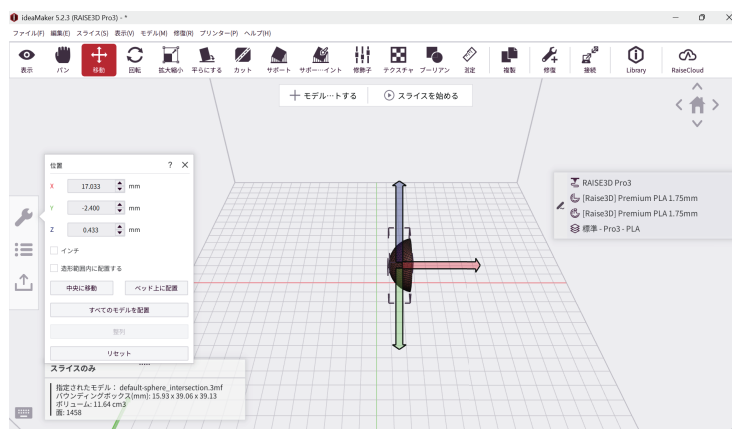 ideaMaker 5.2.3 (RAISE3D Pro3) - *
ファイル(F) 編集(E) スライス(S) 表示(V) モデル(M) 修復(R) プリンター(P) ヘルプ(H)
表示 パン 移動 回転 拡大縮小 平らにする カット サポート サポー…イント 修飾子 テクスチャ ブーリアン 測定 複製 修復 接続 Library RaiseCloud
モデル…トする スライスを始める
位置 ? ×
X 17.033 mm
Y -2.400 mm
Z 0.433 mm
インチ
造形範囲内に配置する
中央に移動 ベッド上に配置
すべてのモデルを配置
整列
リセット
RAISE3D Pro3
[Raise3D] Premium PLA 1.75mm
[Raise3D] Premium PLA 1.75mm
標準 - Pro3 - PLA
スライスのみ
指定されたモデル： default-sphere_intersection.3mf
バウンディングボックス(mm): 15.93 x 39.06 x 39.13
ボリューム: 11.64 cm3
面: 1458